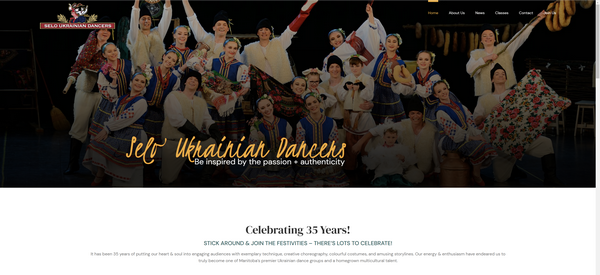 SELO UKRAINIAN DANCERS
Home About Us News Classes Contact
Selo Ukrainian Dancers
Be inspired by the passion + authenticity
Celebrating 35 Years!
STICK AROUND & JOIN THE FESTIVITIES – THERE'S LOTS TO CELEBRATE!
It has been 35 years of putting our heart & soul into engaging audiences with exemplary technique, creative choreography, colourful costumes, and amusing storylines. Our energy & enthusiasm have endeared us to
truly become one of Manitoba's premier Ukrainian dance groups and a homegrown multicultural talent.